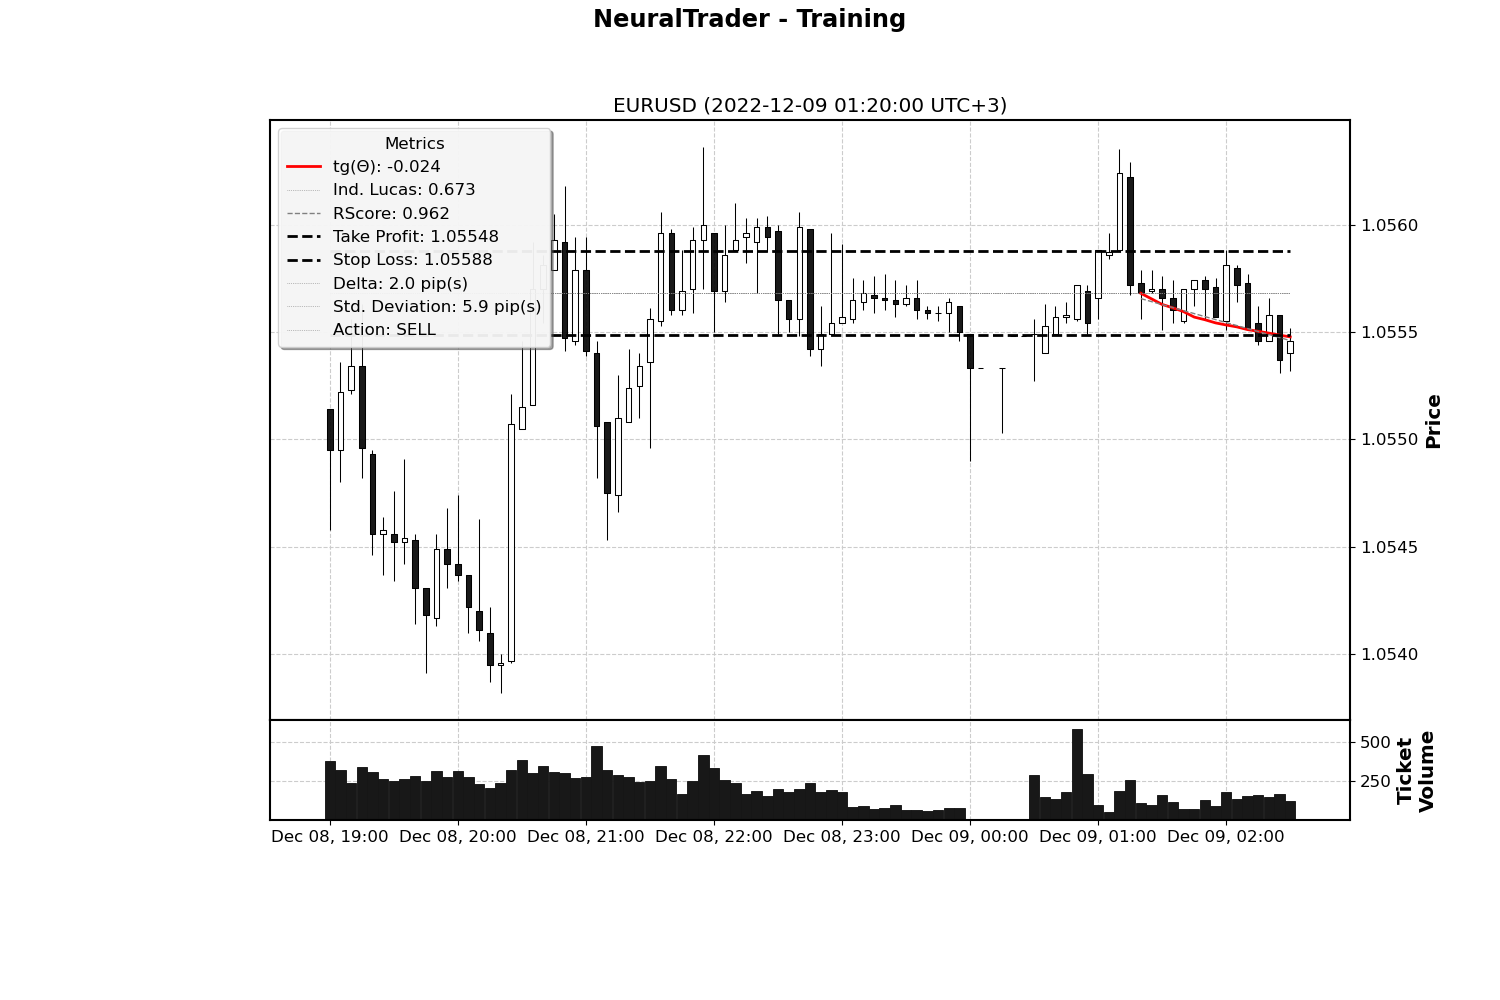 NeuralTrader - Training
EURUSD (2022-12-09 01:20:00 UTC+3)
Metrics
tg(Θ): -0.024
Ind. Lucas: 0.673
RScore: 0.962
Take Profit: 1.05548
Stop Loss: 1.05588
Delta: 2.0 pip(s)
Std. Deviation: 5.9 pip(s)
Action: SELL
1.0560
1.0555
1.0550
1.0545
1.0540
Price
500
250
Ticket
Volume
Dec 08, 19:00
Dec 08, 20:00
Dec 08, 21:00
Dec 08, 22:00
Dec 08, 23:00
Dec 09, 00:00
Dec 09, 01:00
Dec 09, 02:00